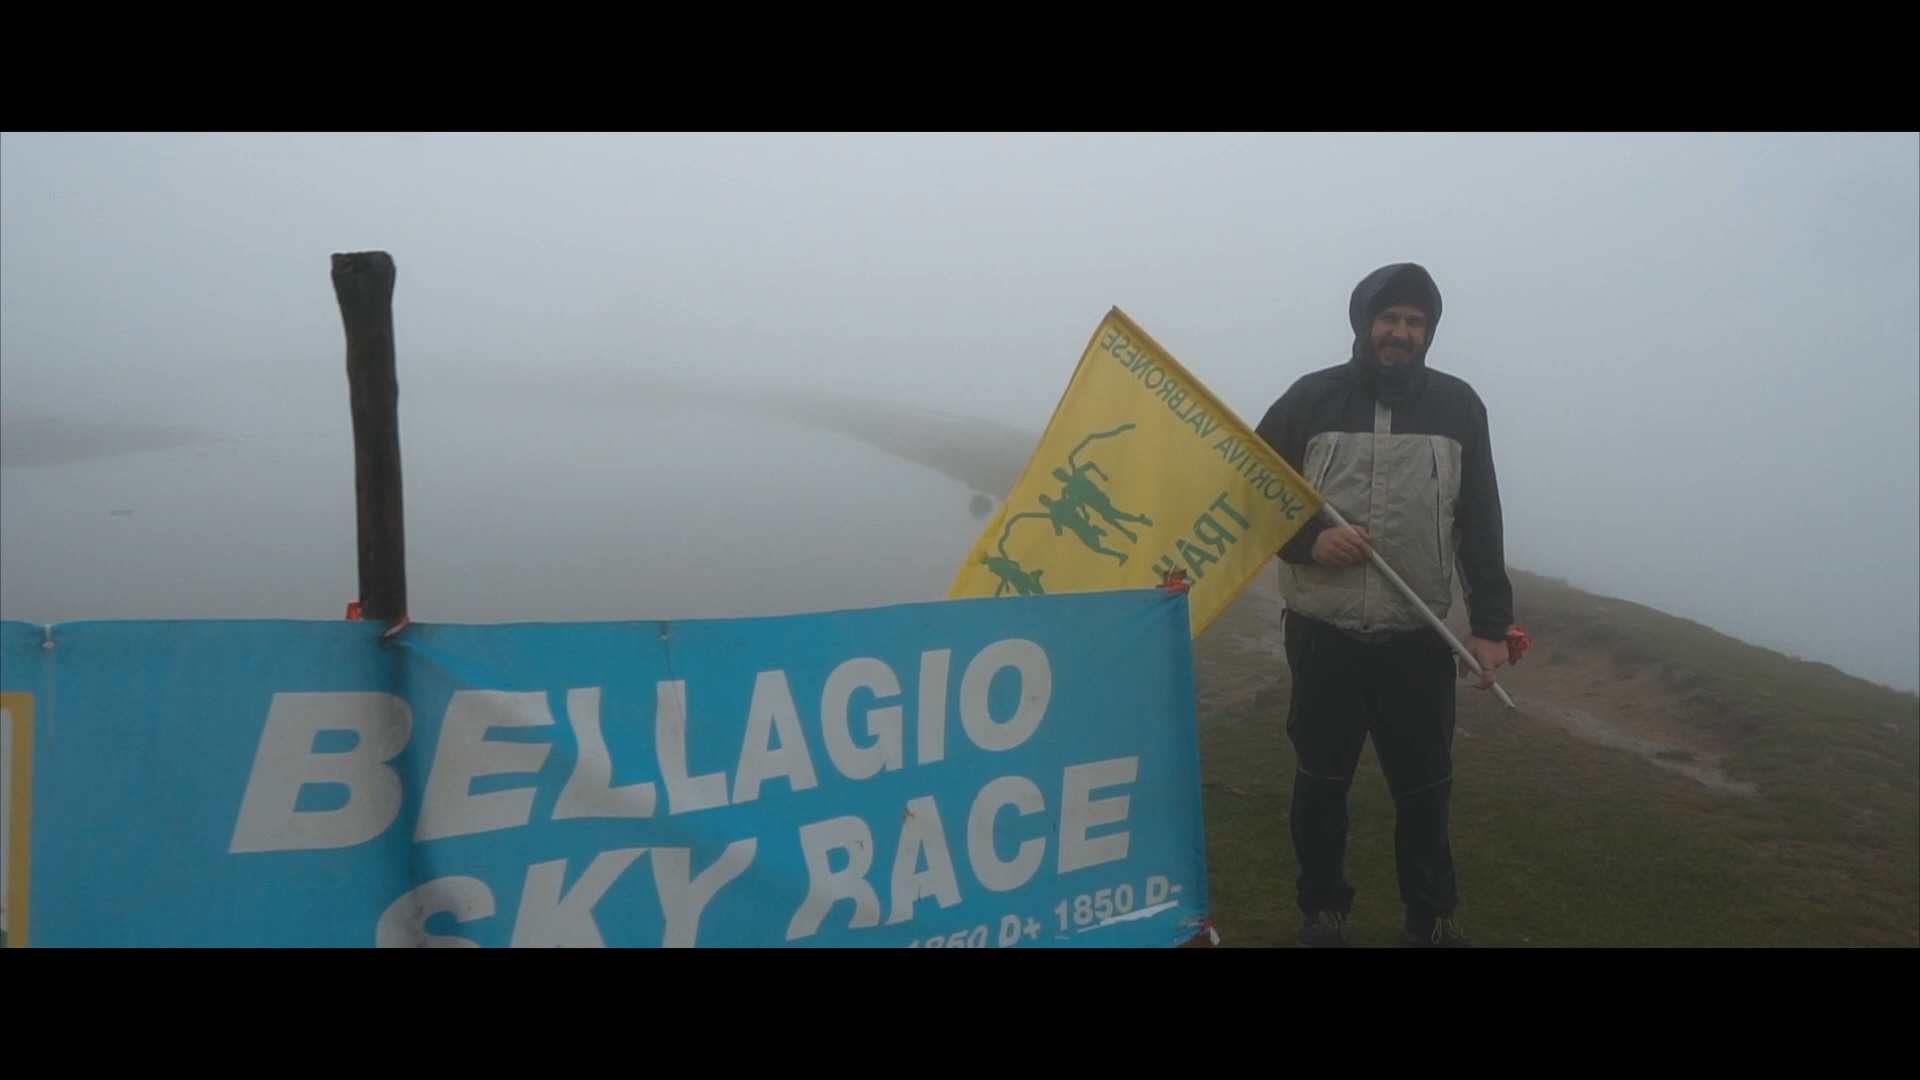 BELLAGIO
SKY RACE
1850 D+ 1850 D-
SPORTIVA VALBRONESE